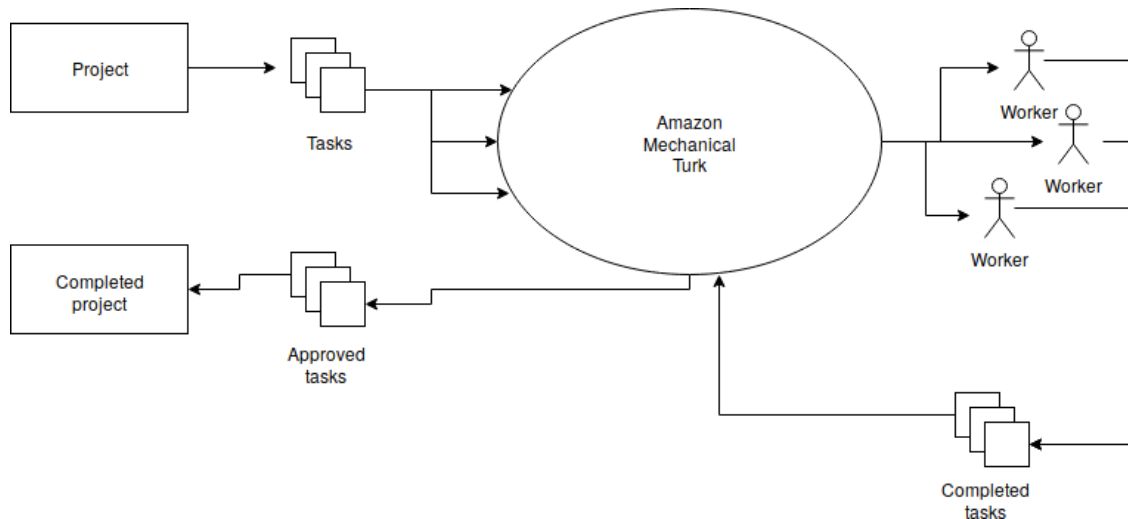 Project
Tasks
Amazon
Mechanical
Turk
Worker
Worker
Worker
Completed
project
Approved
tasks
Completed
tasks